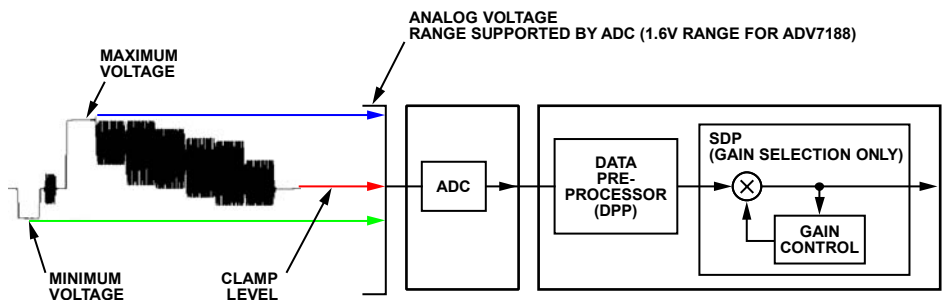 ANALOG VOLTAGE
RANGE SUPPORTED BY ADC (1.6V RANGE FOR ADV7188)
MAXIMUM
VOLTAGE
SDP
(GAIN SELECTION ONLY)
DATA
PRE-
PROCESSOR
(DPP)
ADC
GAIN
CONTROL
MINIMUM
VOLTAGE
CLAMP
LEVEL